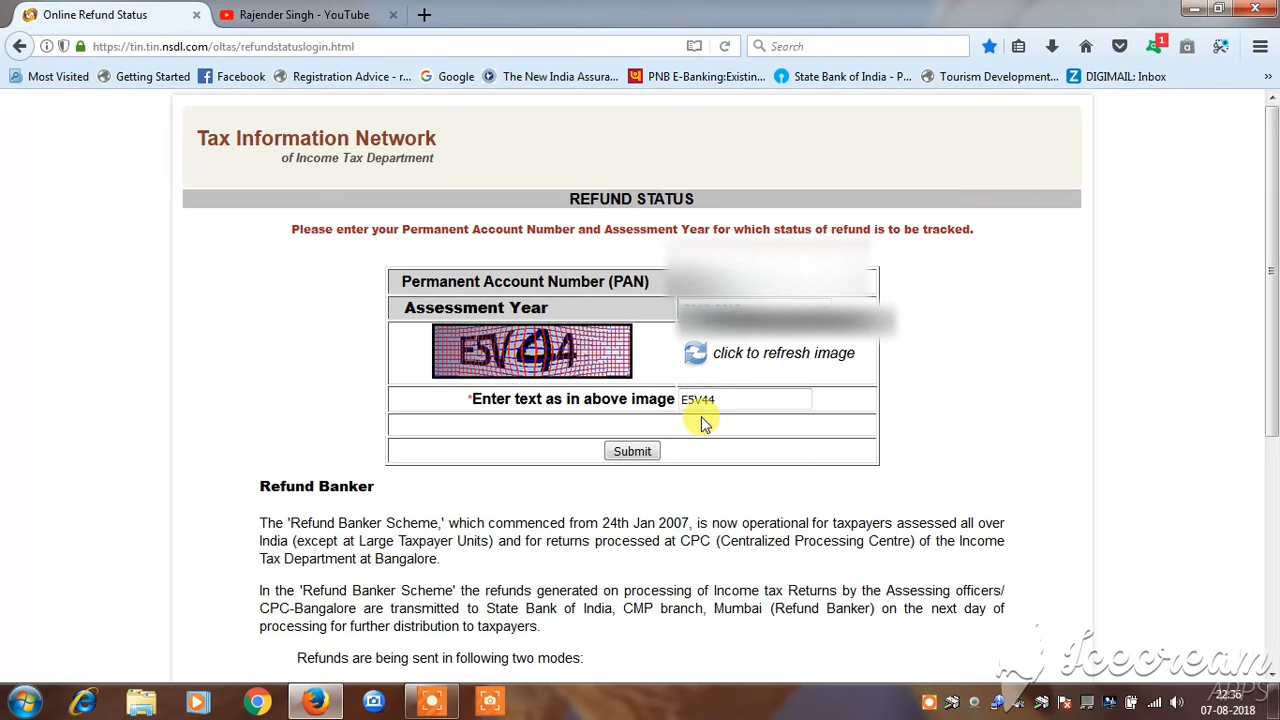 Online Refund Status
Rajender Singh - YouTube
https://tin.tin.nsdl.com/oltas/refundstatuslogin.html
Search
1
Most Visited
Getting Started
Facebook
Registration Advice - r...
Google
The New India Assura...
PNB E-Banking:Existin...
State Bank of India - P...
Tourism Development...
DIGIMAIL: Inbox
Tax Information Network
of Income Tax Department
REFUND STATUS
Please enter your Permanent Account Number and Assessment Year for which status of refund is to be tracked.
Permanent Account Number (PAN)
Assessment Year
E5V44
click to refresh image
*Enter text as in above image
E5V44
Submit
Refund Banker
The 'Refund Banker Scheme,' which commenced from 24th Jan 2007, is now operational for taxpayers assessed all over
India (except at Large Taxpayer Units) and for returns processed at CPC (Centralized Processing Centre) of the Income
Tax Department at Bangalore.
In the 'Refund Banker Scheme' the refunds generated on processing of Income tax Returns by the Assessing officers/
CPC-Bangalore are transmitted to State Bank of India, CMP branch, Mumbai (Refund Banker) on the next day of
processing for further distribution to taxpayers.
Refunds are being sent in following two modes:
Icecream
APPS
22:36
07-08-2018